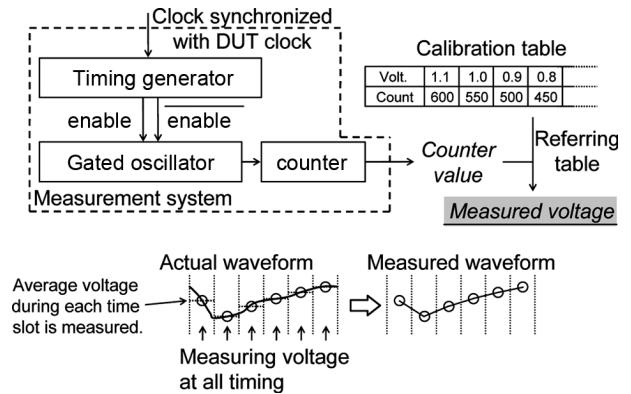 Clock synchronized
with DUT clock
Timing generator
enable enable
Gated oscillator
counter
Measurement system
Calibration table
Volt. 1.1 1.0 0.9 0.8
Count 600 550 500 450
Counter
value
Referring
table
Measured voltage
Actual waveform
Measured waveform
Average voltage
during each time
slot is measured.
Measuring voltage
at all timing